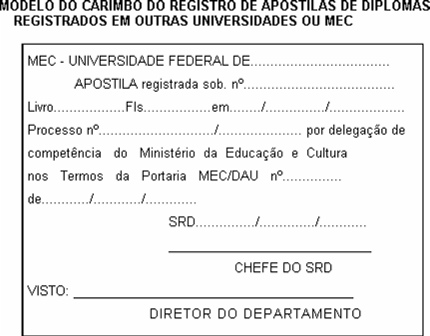 MODELO DO CARIMBO DO REGISTRO DE APOSTILAS DE DIPLOMAS
REGISTRADOS EM OUTRAS UNIVERSIDADES OU MEC
MEC - UNIVERSIDADE FEDERAL DE....................................
APOSTILA registrada sob. nº.......................................
Livro..................Fls.................em......../................/....................
Processo nº............................../...................... por delegação de
competência do Ministério da Educação e Cultura
nos Termos da Portaria MEC/DAU nº...............
de............/............/.............
SRD................/.............../.............
CHEFE DO SRD
VISTO:
DIRETOR DO DEPARTAMENTO